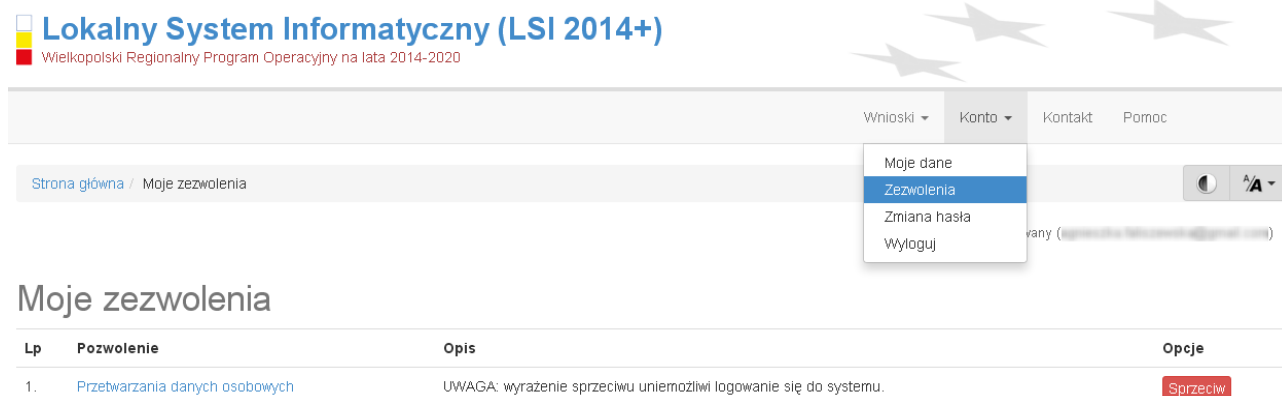 Lokalny System Informatyczny (LSI 2014+)
Wielkopolski Regionalny Program Operacyjny na lata 2014-2020
Wnioski Konto Kontakt Pomoc
Moje dane
Strona główna / Moje zezwolenia
Zezwolenia
A/A
Zmiana hasła
Wyloguj
wany ( )
Moje zezwolenia
Lp Pozwolenie Opis Opcje
1. Przetwarzania danych osobowych UWAGA: wyrażenie sprzeciwu uniemożliwi logowanie się do systemu. Sprzeciw